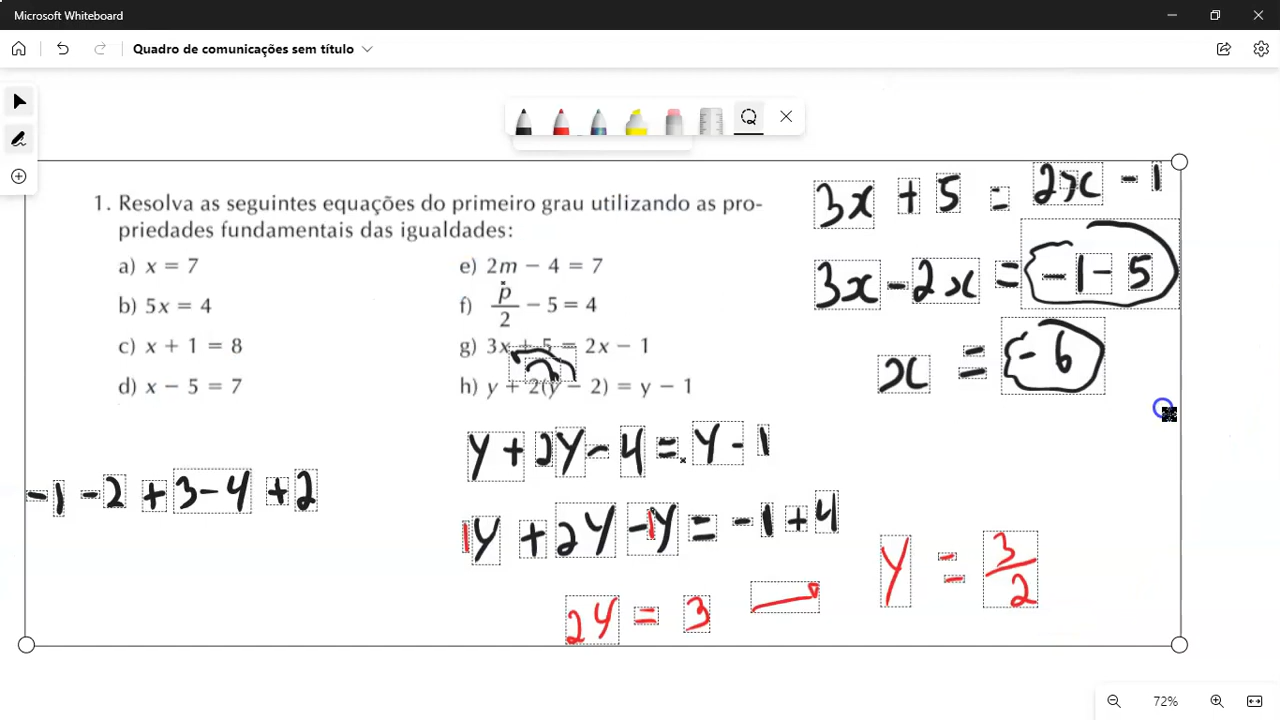 Microsoft Whiteboard
Quadro de comunicações sem título
1. Resolva as seguintes equações do primeiro grau utilizando as pro-
priedades fundamentais das igualdades:
a) x = 7
b) 5x = 4
c) x + 1 = 8
d) x − 5 = 7
e) 2m − 4 = 7
f) p/2 − 5 = 4
g) 3x + 5 = 2x − 1
h) y + 2(y − 2) = y − 1
3x + 5 = 2x - 1
3x - 2x = -1 - 5
x = -6
y + 2y - 4 = y - 1
1y + 2y - 1y = -1 + 4
2y = 3
y = 3/2
-1 -2 +3 -4 +2
72%